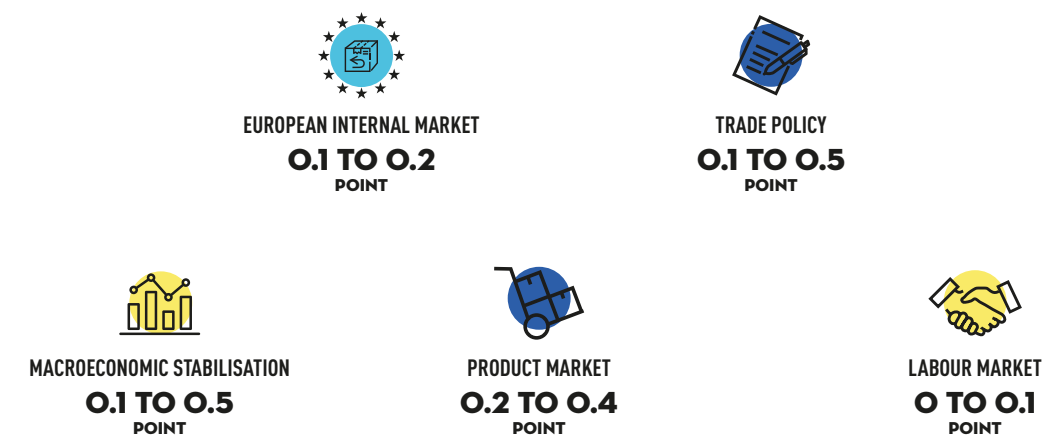 EUROPEAN INTERNAL MARKET
0.1 TO 0.2
POINT
TRADE POLICY
0.1 TO 0.5
POINT
MACROECONOMIC STABILISATION
0.1 TO 0.5
POINT
PRODUCT MARKET
0.2 TO 0.4
POINT
LABOUR MARKET
0 TO 0.1
POINT